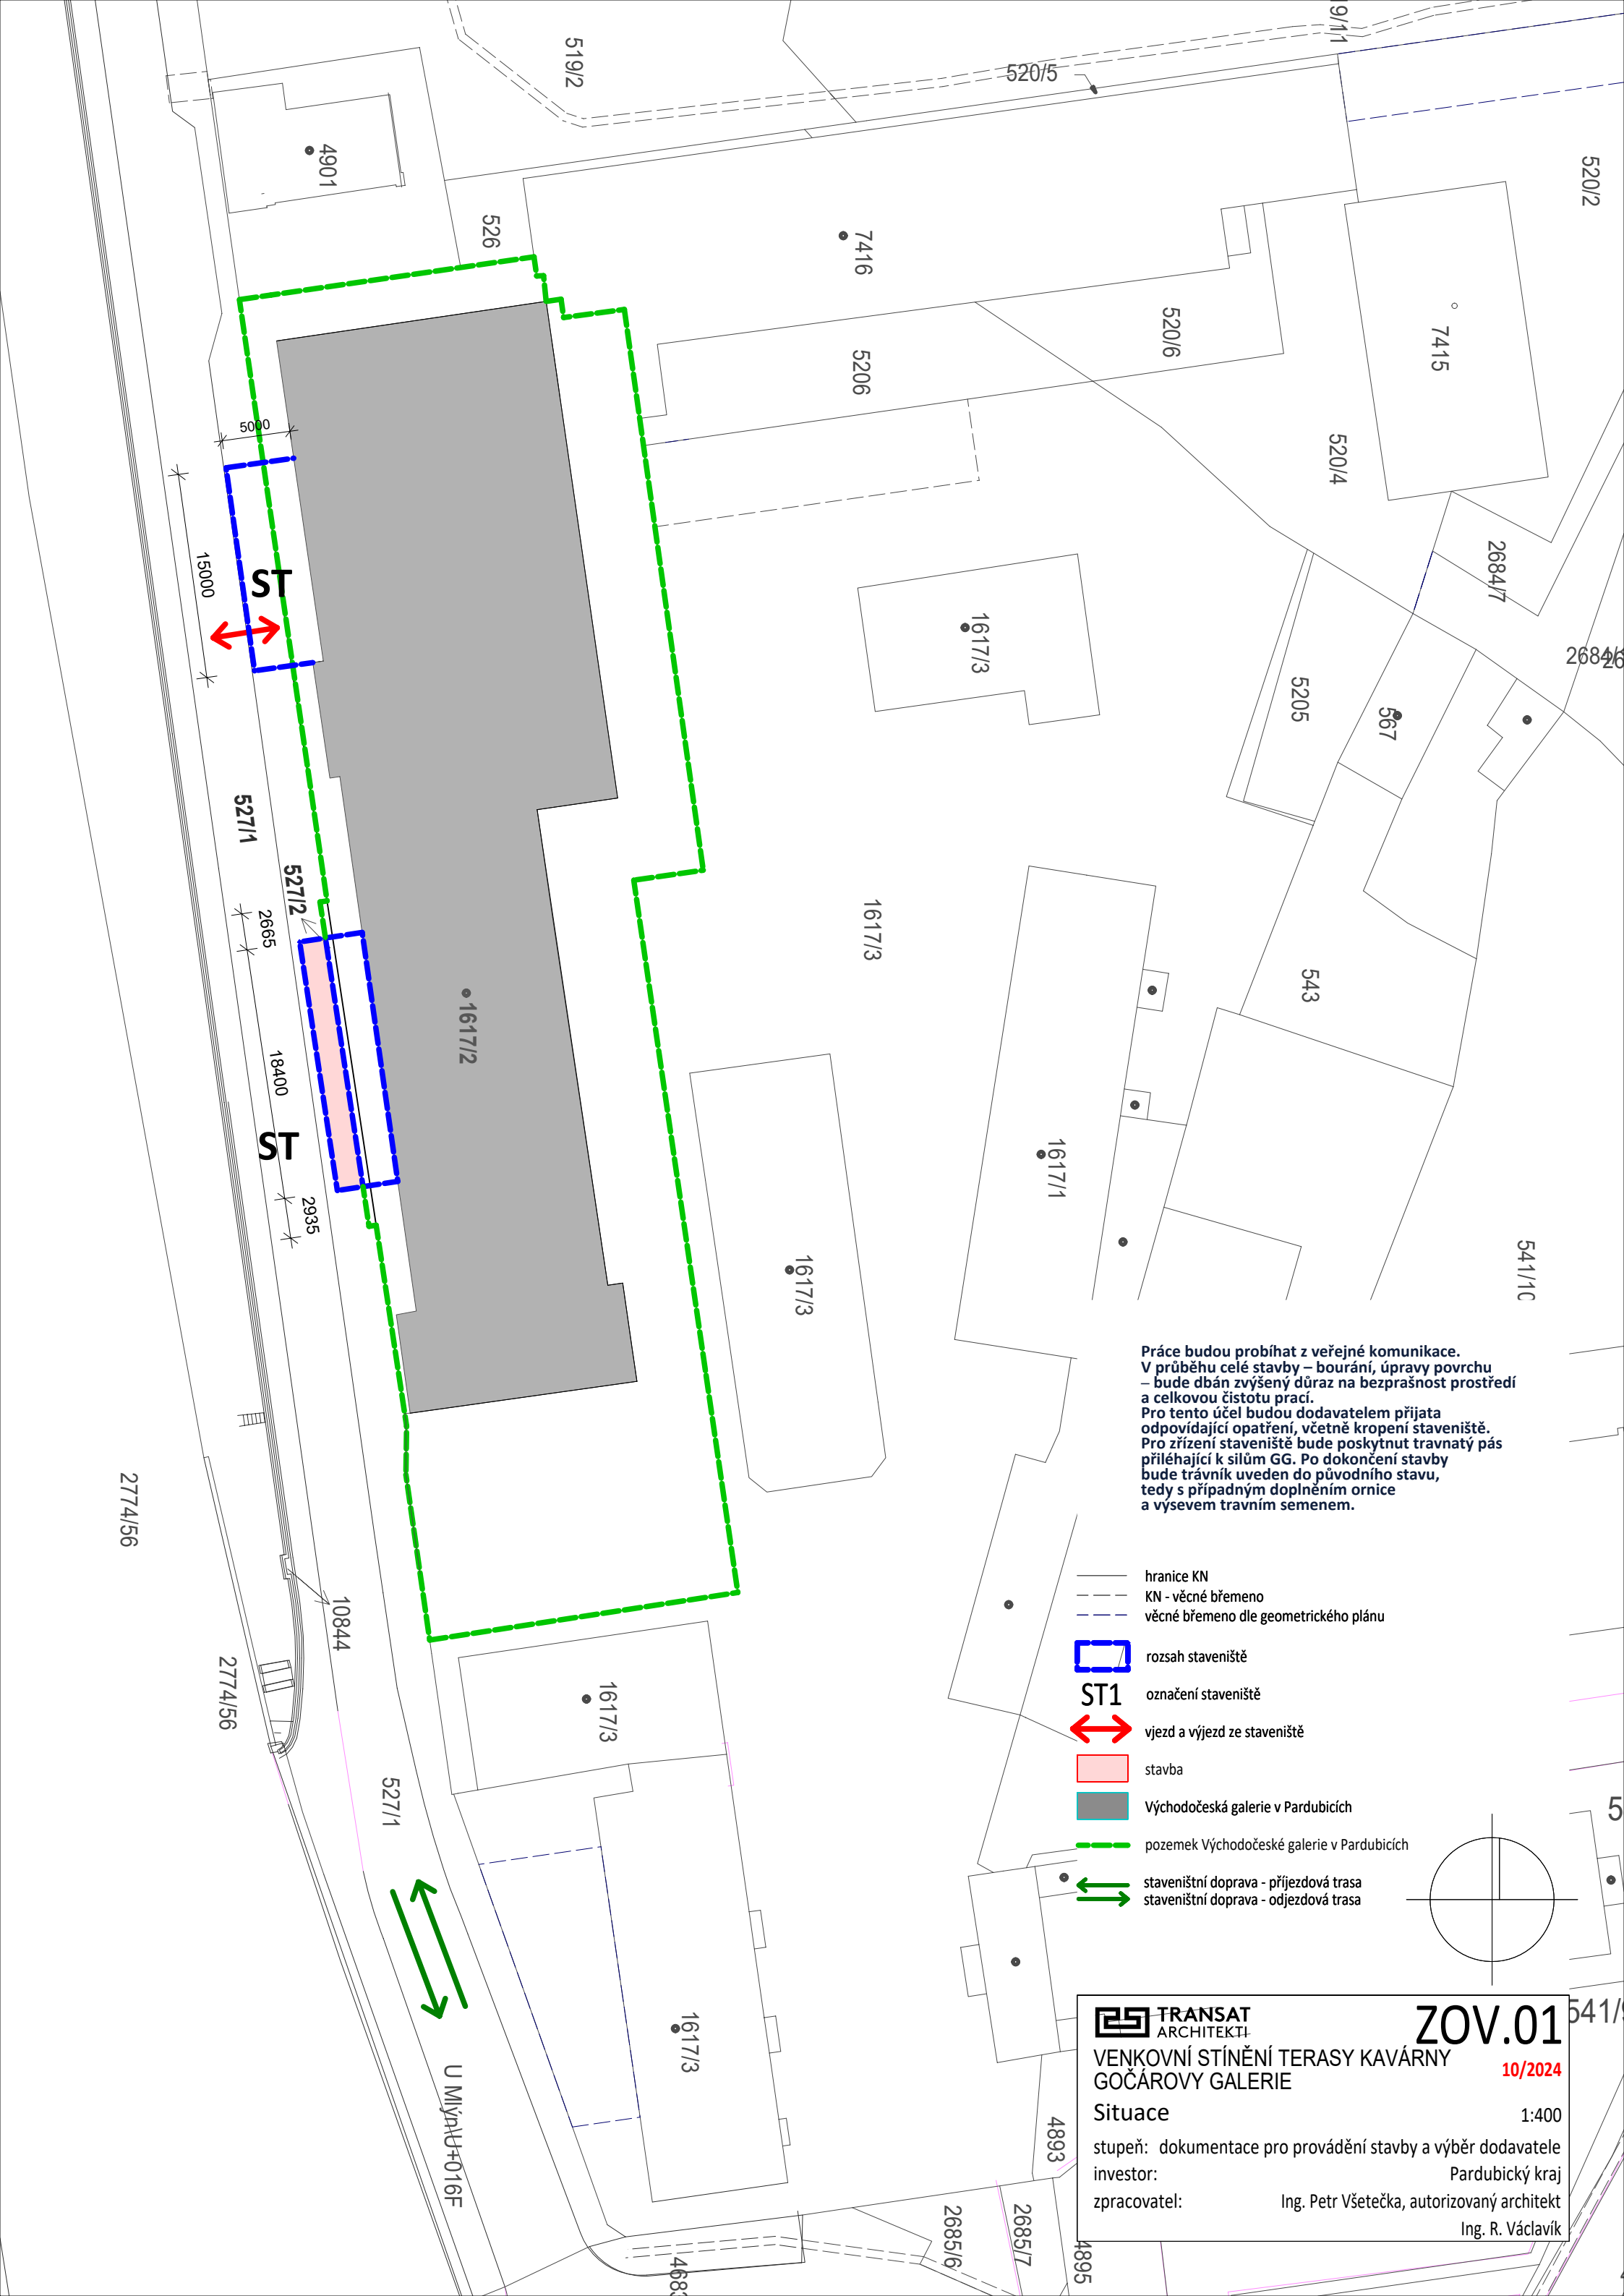 9/11
519/2
520/5
520/2
4901
526
7416
520/6
5206
7415
520/4
5000
2684/7
15000
ST
1617/3
5205
567
527/1
527/2
2665
1617/3
543
1617/2
18400
ST
1617/1
2935
1617/3
541/10
Práce budou probíhat z veřejné komunikace.
V průběhu celé stavby – bourání, úpravy povrchu
– bude dbán zvýšený důraz na bezprašnost prostředí
a celkovou čistotu prací.
Pro tento účel budou dodavatelem přijata
odpovídající opatření, včetně kropení staveniště.
Pro zřízení staveniště bude poskytnut travnatý pás
přiléhající k silům GG. Po dokončení stavby
bude trávník uveden do původního stavu,
tedy s případným doplněním ornice
a výsevem travním semenem.
2774/56
10844
2774/56
1617/3
527/1
hranice KN
KN - věcné břemeno
věcné břemeno dle geometrického plánu
rozsah staveniště
ST1 označení staveniště
vjezd a výjezd ze staveniště
stavba
Východočeská galerie v Pardubicích
pozemek Východočeské galerie v Pardubicích
staveništní doprava - příjezdová trasa
staveništní doprava - odjezdová trasa
5
541/9
1617/3
U Mlýn\U+016F
4893
2685/6
2685/7
4895
4683
TRANSAT
ARCHITEKTI
ZOV.01
VENKOVNÍ STÍNĚNÍ TERASY KAVÁRNY
GOČÁROVY GALERIE
10/2024
Situace 1:400
stupeň: dokumentace pro provádění stavby a výběr dodavatele
investor: Pardubický kraj
zpracovatel: Ing. Petr Všetečka, autorizovaný architekt
Ing. R. Václavík